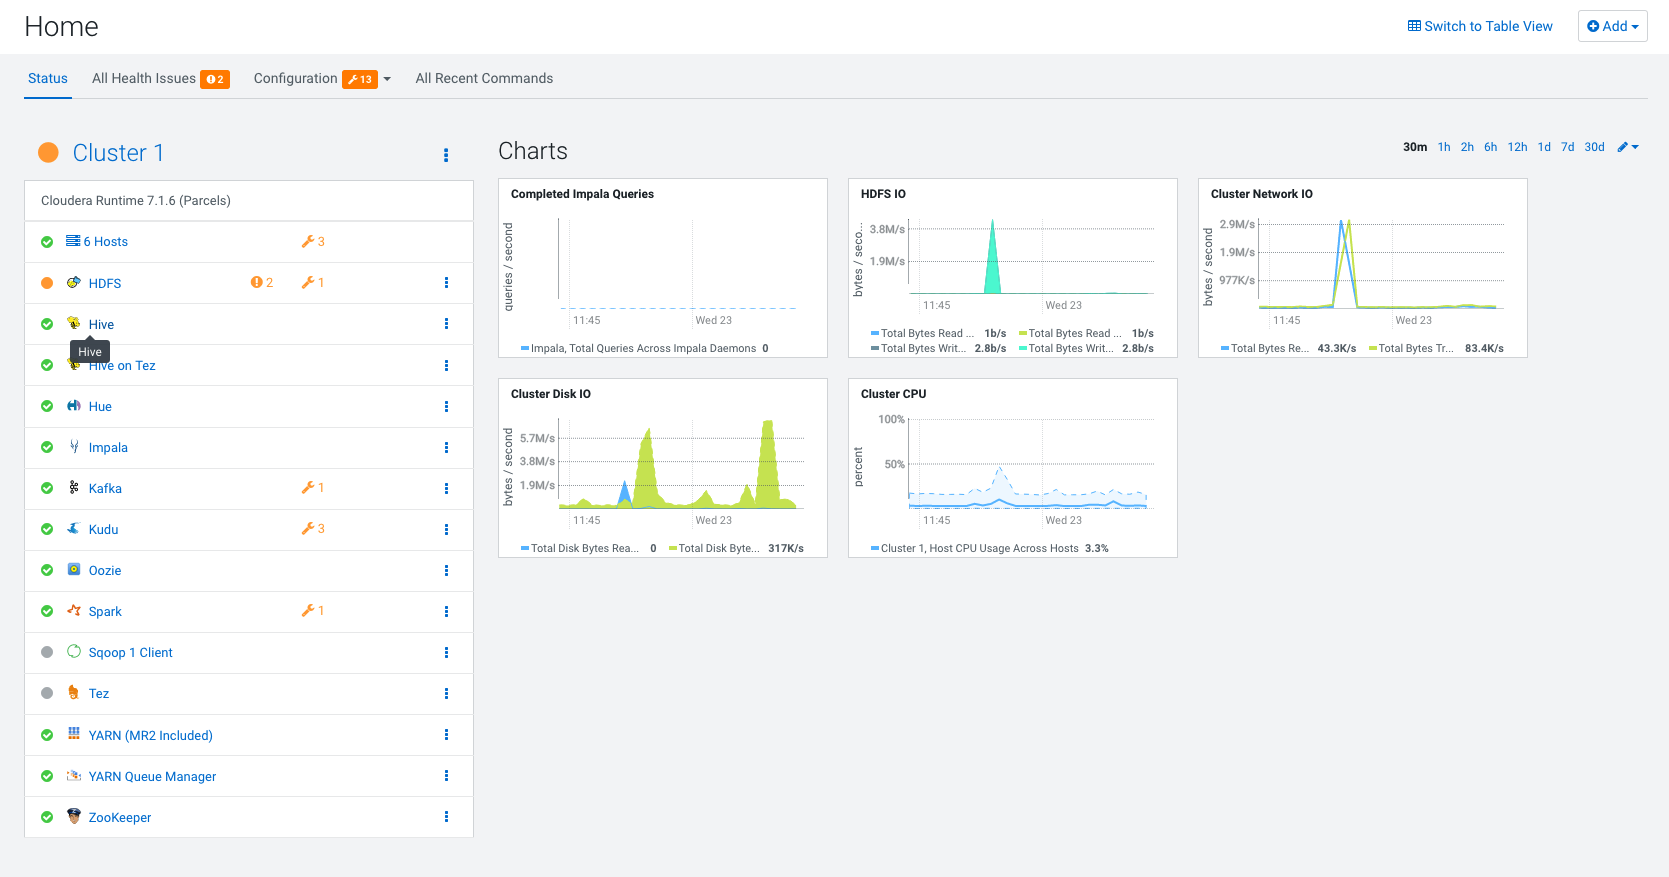 Home
Switch to Table View
Add
Status
All Health Issues 2
Configuration 13
All Recent Commands
Cluster 1
Cloudera Runtime 7.1.6 (Parcels)
6 Hosts 3
HDFS 2 1
Hive
Hive
Hive on Tez
Hue
Impala
Kafka 1
Kudu 3
Oozie
Spark 1
Sqoop 1 Client
Tez
YARN (MR2 Included)
YARN Queue Manager
ZooKeeper
Charts
30m 1h 2h 6h 12h 1d 7d 30d
Completed Impala Queries
queries / second
11:45 Wed 23
Impala, Total Queries Across Impala Daemons 0
HDFS IO
bytes / seco...
3.8M/s
1.9M/s
11:45 Wed 23
Total Bytes Read ... 1b/s Total Bytes Read ... 1b/s
Total Bytes Writ... 2.8b/s Total Bytes Writ... 2.8b/s
Cluster Network IO
bytes / second
2.9M/s
1.9M/s
977K/s
11:45 Wed 23
Total Bytes Re... 43.3K/s Total Bytes Tr... 83.4K/s
Cluster Disk IO
bytes / second
5.7M/s
3.8M/s
1.9M/s
11:45 Wed 23
Total Disk Bytes Rea... 0 Total Disk Byte... 317K/s
Cluster CPU
percent
100%
50%
11:45 Wed 23
Cluster 1, Host CPU Usage Across Hosts 3.3%